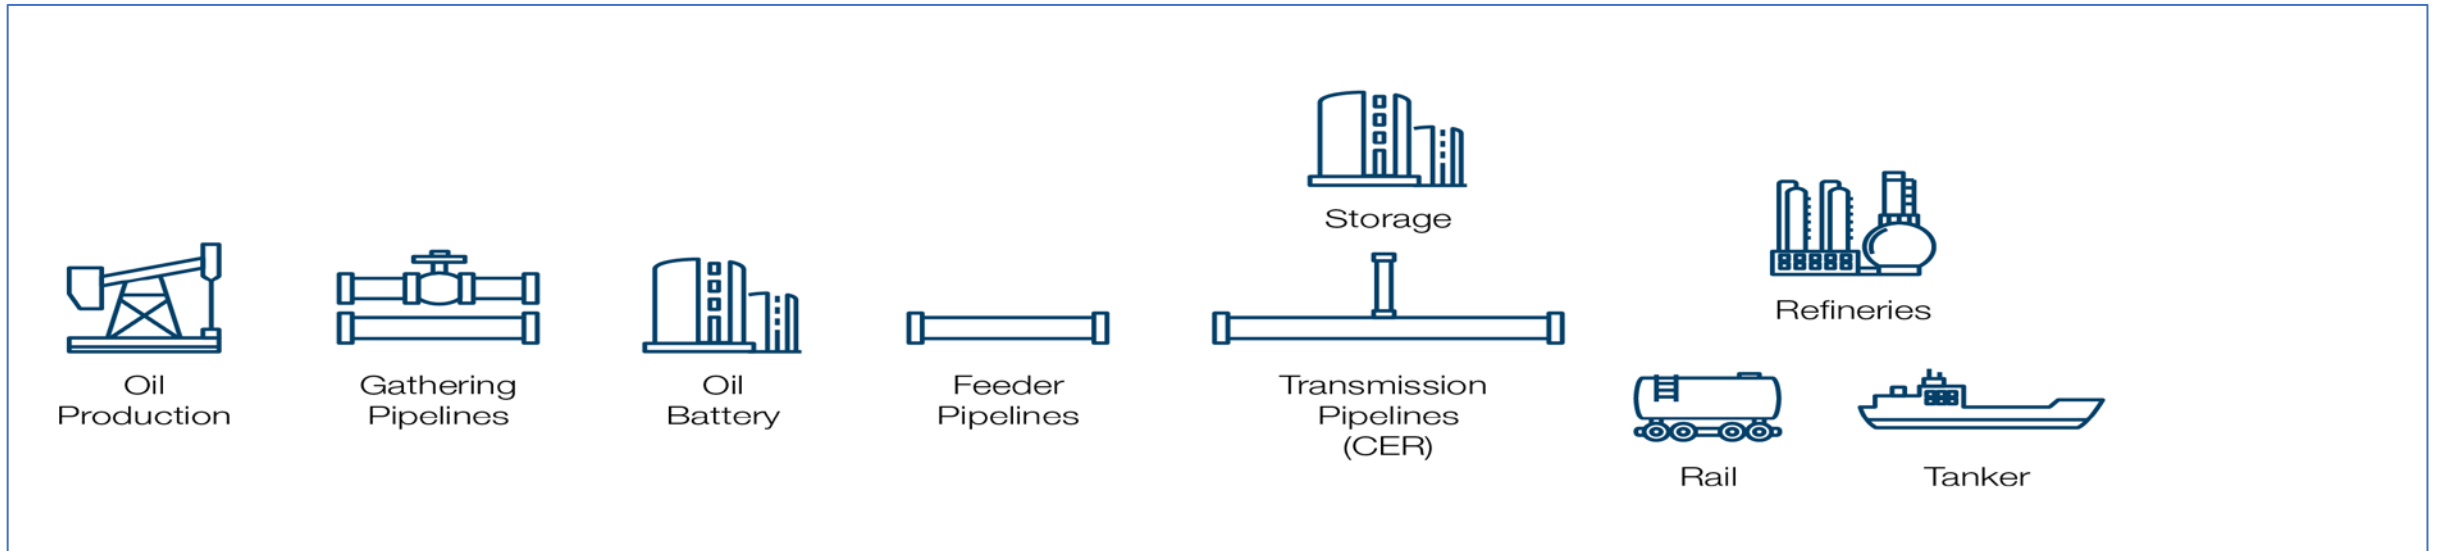 Storage
Refineries
Oil
Production
Gathering
Pipelines
Oil
Battery
Feeder
Pipelines
Transmission
Pipelines
(CER)
Rail
Tanker